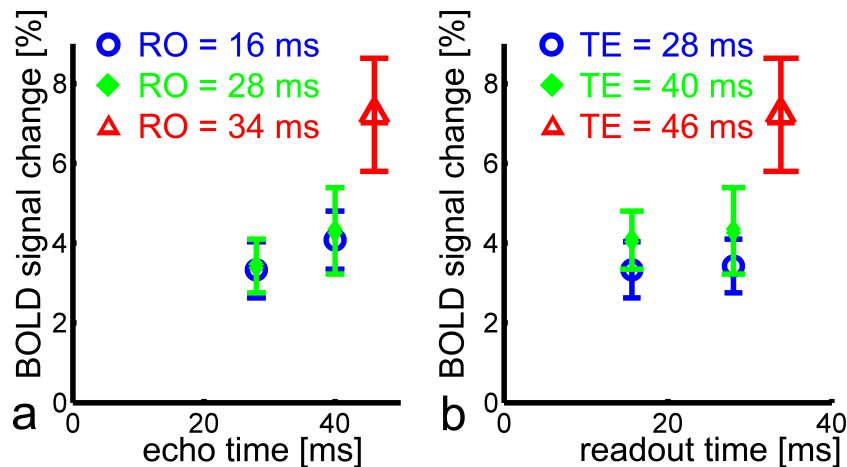 BOLD signal change [%]
RO = 16 ms
RO = 28 ms
RO = 34 ms
8
6
4
2
0
0 20 40
echo time [ms]
a
BOLD signal change [%]
TE = 28 ms
TE = 40 ms
TE = 46 ms
8
6
4
2
0
0 20 40
readout time [ms]
b